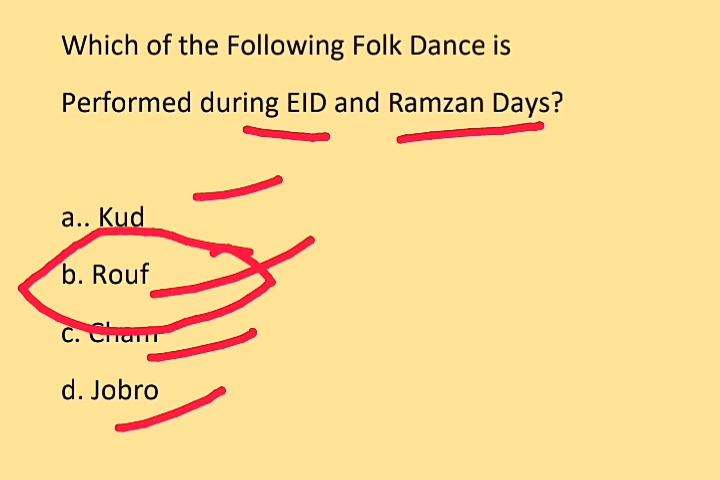 Which of the Following Folk Dance is
Performed during EID and Ramzan Days?
a.. Kud
b. Rouf
c. Cham
d. Jobro